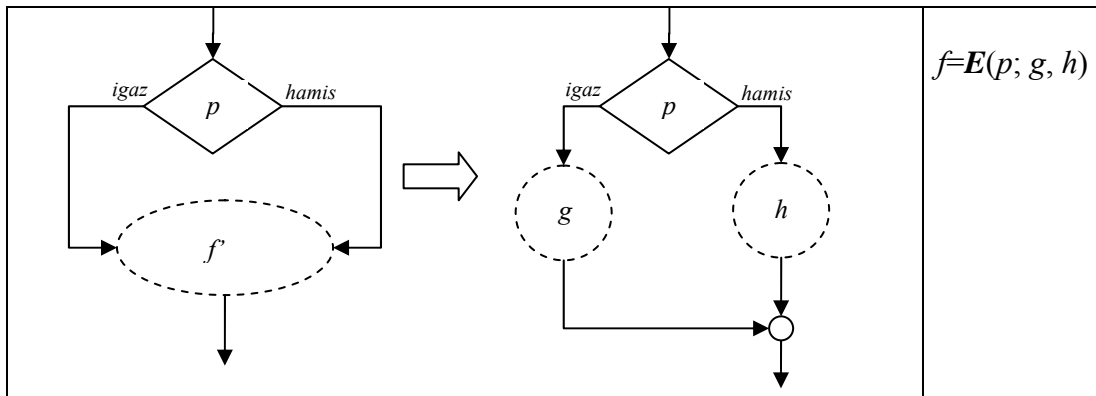 igaz
p
hamis
f'
igaz
p
hamis
g
h
f=E(p; g, h)